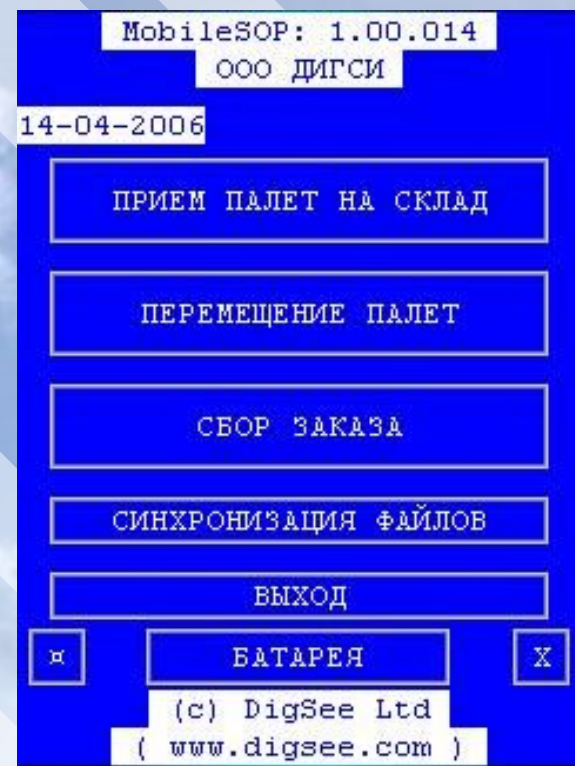 MobileSOP: 1.00.014
ООО ДИГСИ
14-04-2006
ПРИЕМ ПАЛЕТ НА СКЛАД
ПЕРЕМЕЩЕНИЕ ПАЛЕТ
СБОР ЗАКАЗА
СИНХРОНИЗАЦИЯ ФАЙЛОВ
ВЫХОД
¤ БАТАРЕЯ X
(c) DigSee Ltd
( www.digsee.com )